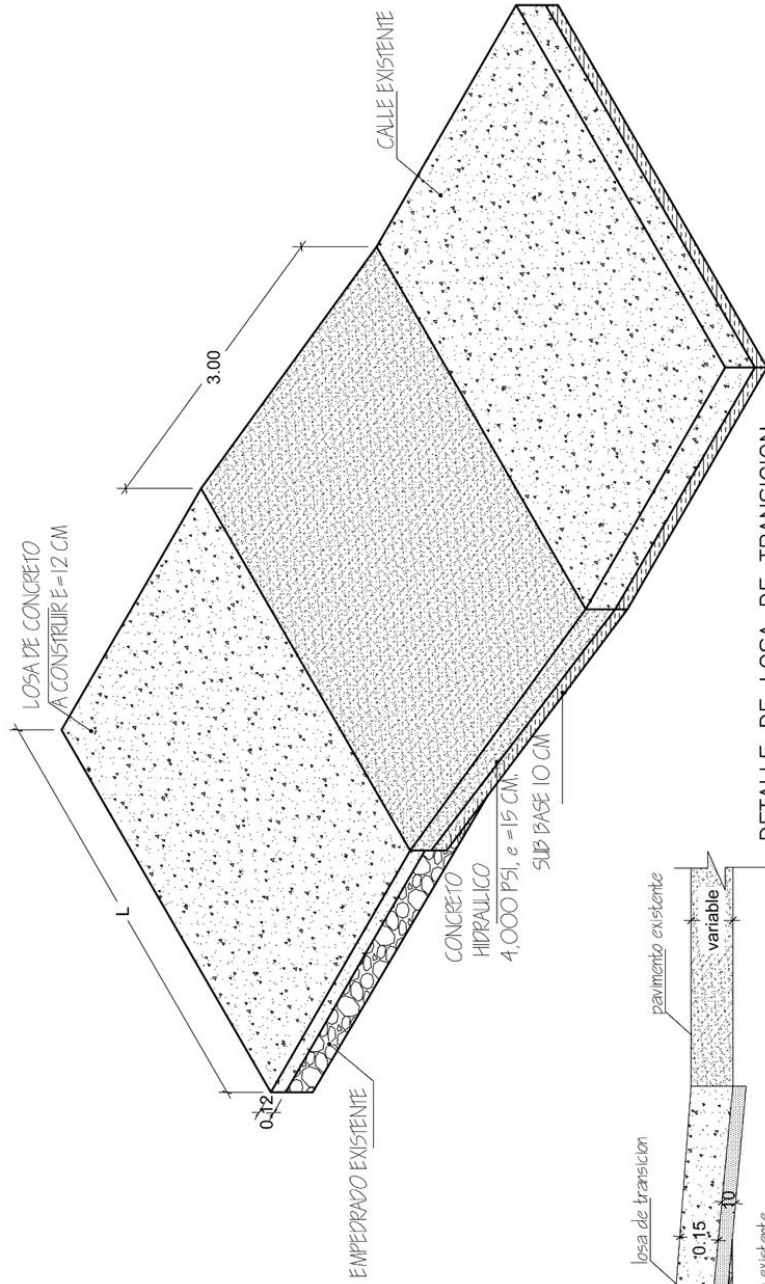 LOSA DE CONCRETO
A CONSTRUIR E=12 CM
CALLE EXISTENTE
3.00
L
0.12
EMPEDRADO EXISTENTE
CONCRETO
HIDRAULICO
4,000 PSI, e =15 CM.
SUB BASE 10 CM
DETALLE DE LOSA DE TRANSICION
losa de transicion
pavimento existente
variable
0.15
10
existente